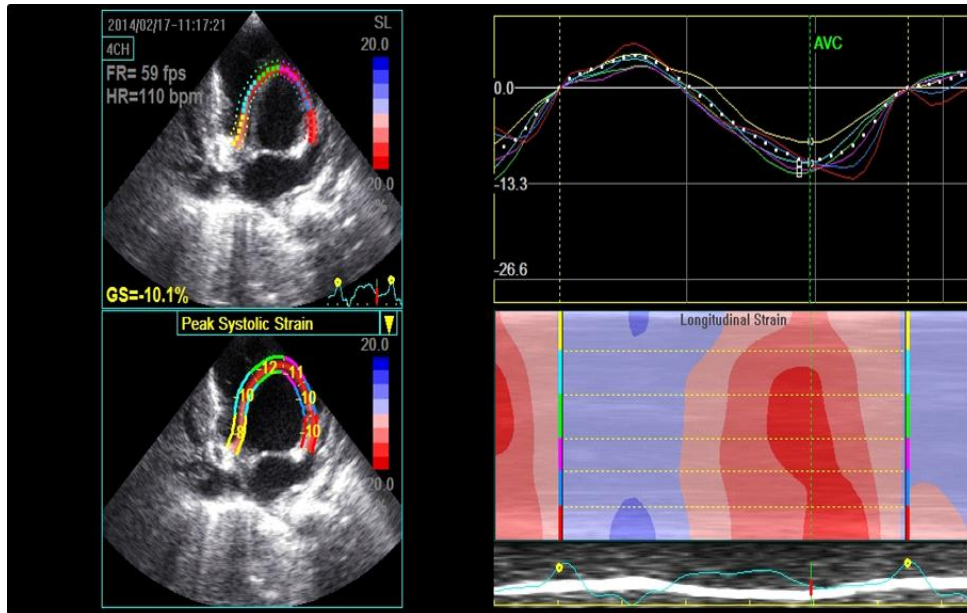 2014/02/17-11:17:21
SL
4CH
20.0
FR= 59 fps
HR=110 bpm
20.0
%
GS=-10.1%
AVC
0.0
-13.3
-26.6
Peak Systolic Strain
20.0
-12
-11
-10
-10
-8
-10
20.0
Longitudinal Strain